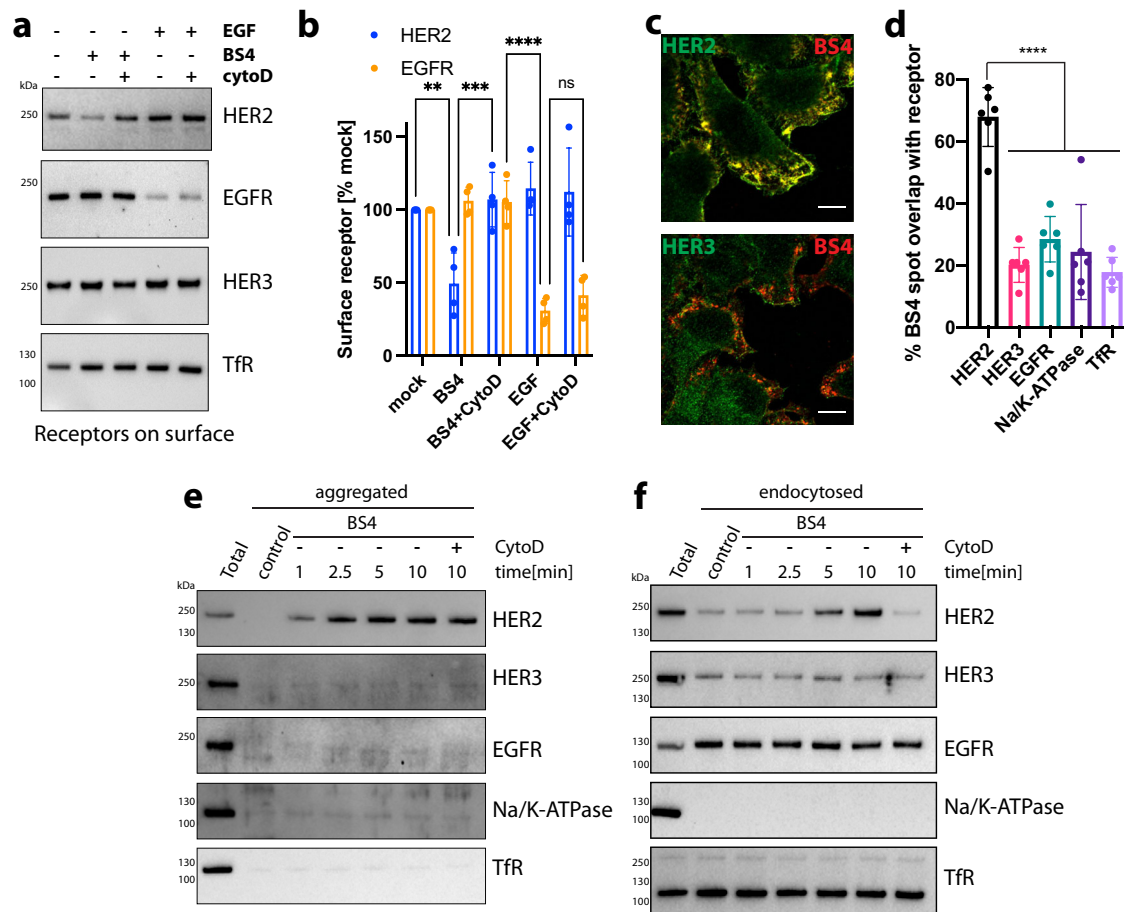 a
- - - + + EGF
- + + - - BS4
- - + - + cytoD
kDa
250
HER2
250
EGFR
250
HER3
130
100
TfR
Receptors on surface
b
HER2
EGFR
****
** *** ns
Surface receptor [% mock]
150
100
50
0
mock
BS4
BS4+CytoD
EGF
EGF+CytoD
c
HER2 BS4
HER3 BS4
d
****
% BS4 spot overlap with receptor
80
60
40
20
0
HER2
HER3
EGFR
Na/K-ATPase
TfR
e
aggregated
BS4
Total
control
- - - - + CytoD
1 2.5 5 10 10 time[min]
kDa
250
130
HER2
250
HER3
250
EGFR
130
100
Na/K-ATPase
130
100
TfR
f
endocytosed
BS4
Total
control
- - - - + CytoD
1 2.5 5 10 10 time[min]
kDa
250
130
HER2
250
130
HER3
130
100
EGFR
130
100
Na/K-ATPase
250
130
100
TfR